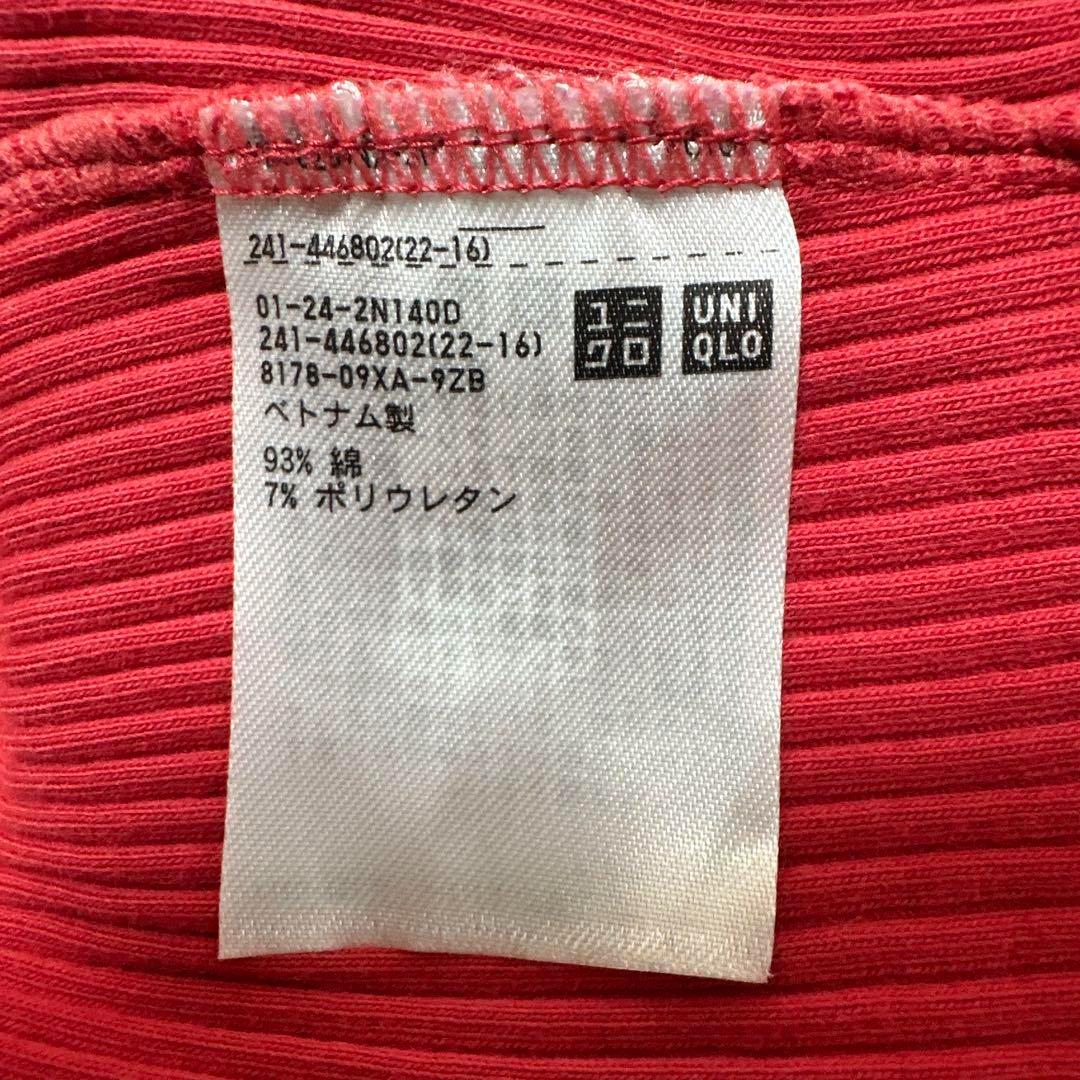 241-446802(22-16)
01-24-2N140D
241-446802(22-16)
8178-09XA-9ZB
ベトナム製
93% 綿
7% ポリウレタン
ユニ
クロ
UNI
QLO